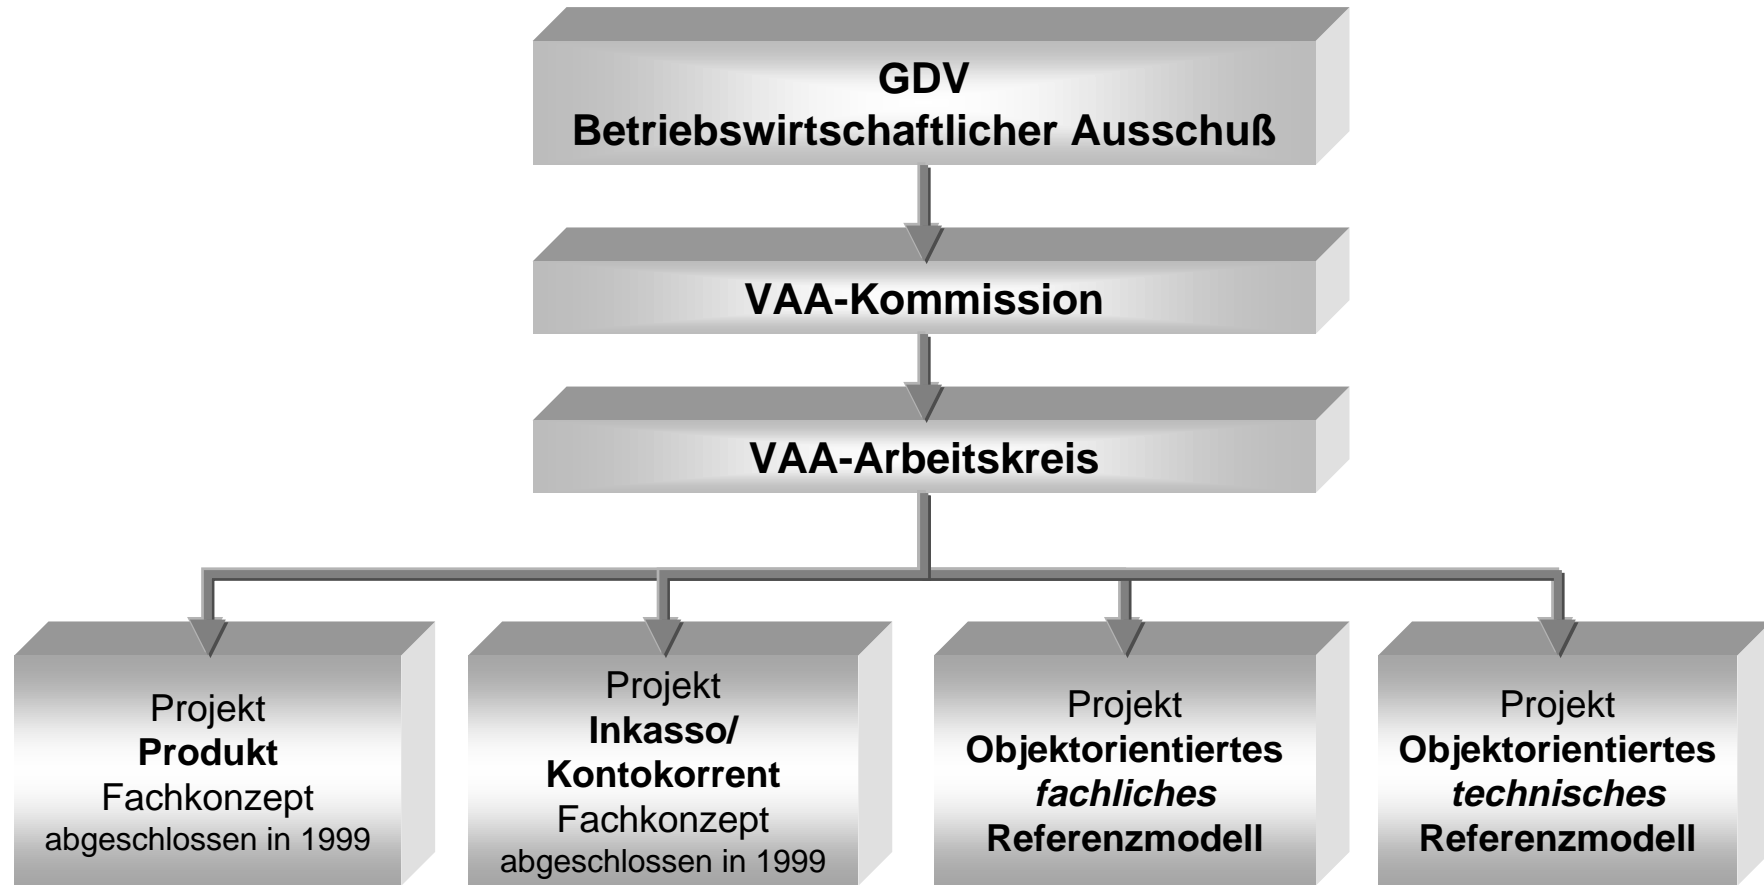 GDV
Betriebswirtschaftlicher Ausschuß
VAA-Kommission
VAA-Arbeitskreis
Projekt
Produkt
Fachkonzept
abgeschlossen in 1999
Projekt
Inkasso/
Kontokorrent
Fachkonzept
abgeschlossen in 1999
Projekt
Objektorientiertes
fachliches
Referenzmodell
Projekt
Objektorientiertes
technisches
Referenzmodell